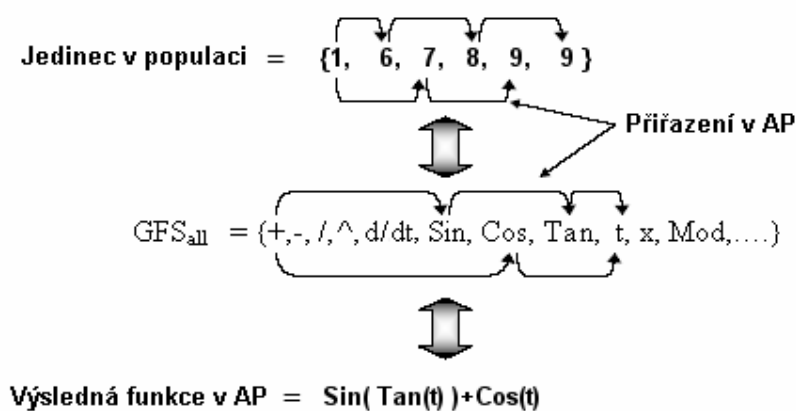 Jedinec v populaci = {1, 6, 7, 8, 9, 9 }
Přiřazení v AP
GFSall = {+,-, /,^, d/dt, Sin, Cos, Tan, t, x, Mod,....}
Výsledná funkce v AP = Sin( Tan(t) )+Cos(t)